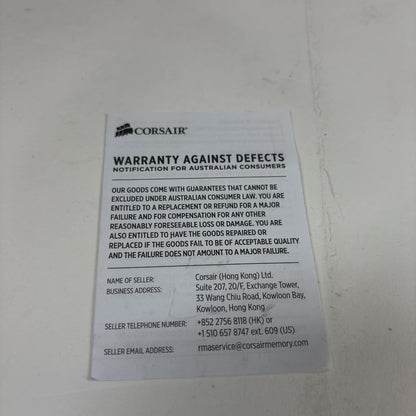 CORSAIR
WARRANTY AGAINST DEFECTS
NOTIFICATION FOR AUSTRALIAN CONSUMERS
OUR GOODS COME WITH GUARANTEES THAT CANNOT BE
EXCLUDED UNDER AUSTRALIAN CONSUMER LAW. YOU ARE
ENTITLED TO A REPLACEMENT OR REFUND FOR A MAJOR
FAILURE AND FOR COMPENSATION FOR ANY OTHER
REASONABLY FORESEEABLE LOSS OR DAMAGE. YOU ARE
ALSO ENTITLED TO HAVE THE GOODS REPAIRED OR
REPLACED IF THE GOODS FAIL TO BE OF ACCEPTABLE QUALITY
AND THE FAILURE DOES NOT AMOUNT TO A MAJOR FAILURE.
NAME OF SELLER: Corsair (Hong Kong) Ltd.
BUSINESS ADDRESS: Suite 207, 20/F, Exchange Tower,
33 Wang Chiu Road, Kowloon Bay,
Kowloon, Hong Kong
SELLER TELEPHONE NUMBER: +852 2756 8118 (HK) or
+1 510 657 8747 ext. 609 (US)
SELLER EMAIL ADDRESS: rmaservice@corsairmemory.com